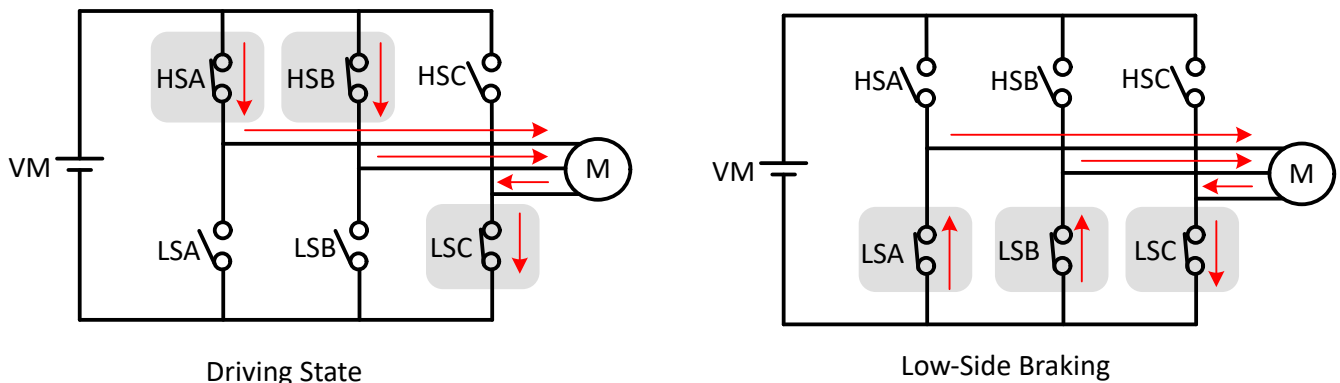 HSA HSB HSC
VM M
LSA LSB LSC
Driving State
HSA HSB HSC
VM M
LSA LSB LSC
Low-Side Braking